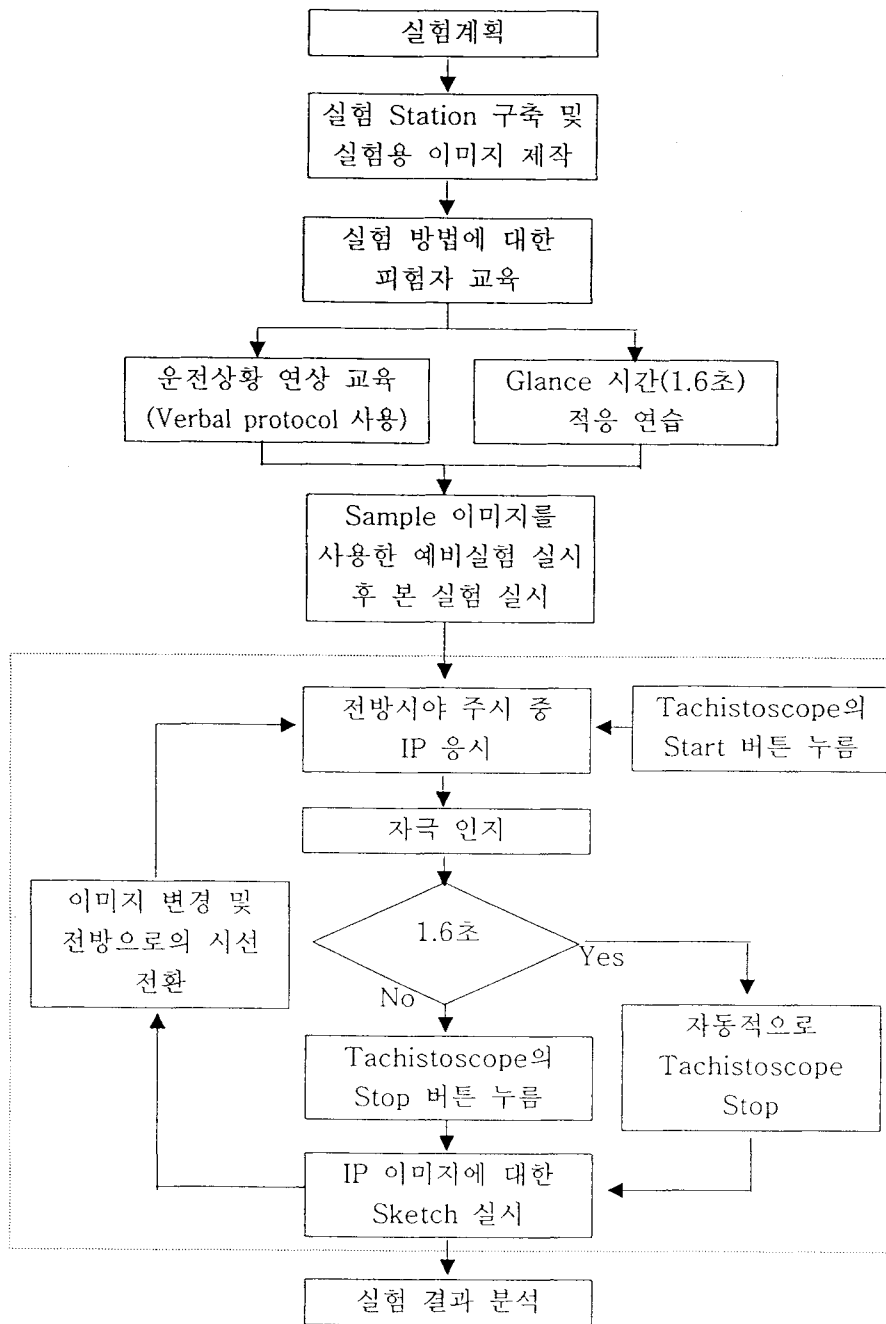 실험계획
실험 Station 구축 및
실험용 이미지 제작
실험 방법에 대한
피험자 교육
운전상황 연상 교육
(Verbal protocol 사용)
Glance 시간(1.6초)
적응 연습
Sample 이미지를
사용한 예비실험 실시
후 본 실험 실시
전방시야 주시 중
IP 응시
Tachistoscope의
Start 버튼 누름
자극 인지
이미지 변경 및
전방으로의 시선
전환
1.6초
Yes
No
Tachistoscope의
Stop 버튼 누름
자동적으로
Tachistoscope
Stop
IP 이미지에 대한
Sketch 실시
실험 결과 분석